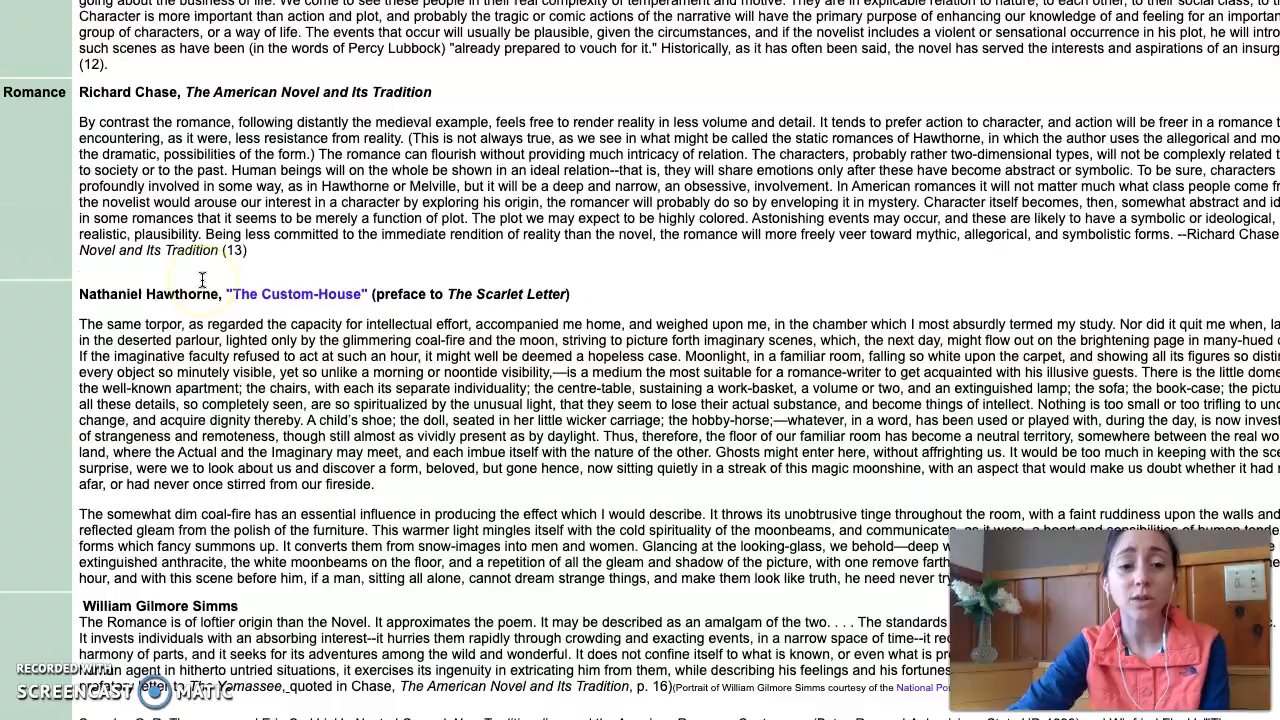 going about the business of life. We come to see these people in their real complexity of temperament and motive. They are in explicable relation to nature, to each other, to their social class, to
Character is more important than action and plot, and probably the tragic or comic actions of the narrative will have the primary purpose of enhancing our knowledge of and feeling for an importan
group of characters, or a way of life. The events that occur will usually be plausible, given the circumstances, and if the novelist includes a violent or sensational occurrence in his plot, he will intro
such scenes as have been (in the words of Percy Lubbock) "already prepared to vouch for it." Historically, as it has often been said, the novel has served the interests and aspirations of an insurg
(12).
Romance
Richard Chase, The American Novel and Its Tradition
By contrast the romance, following distantly the medieval example, feels free to render reality in less volume and detail. It tends to prefer action to character, and action will be freer in a romance t
encountering, as it were, less resistance from reality. (This is not always true, as we see in what might be called the static romances of Hawthorne, in which the author uses the allegorical and mo
the dramatic, possibilities of the form.) The romance can flourish without providing much intricacy of relation. The characters, probably rather two-dimensional types, will not be complexly related t
to society or to the past. Human beings will on the whole be shown in an ideal relation--that is, they will share emotions only after these have become abstract or symbolic. To be sure, characters
profoundly involved in some way, as in Hawthorne or Melville, but it will be a deep and narrow, an obsessive, involvement. In American romances it will not matter much what class people come fr
the novelist would arouse our interest in a character by exploring his origin, the romancer will probably do so by enveloping it in mystery. Character itself becomes, then, somewhat abstract and id
in some romances that it seems to be merely a function of plot. The plot we may expect to be highly colored. Astonishing events may occur, and these are likely to have a symbolic or ideological,
realistic, plausibility. Being less committed to the immediate rendition of reality than the novel, the romance will more freely veer toward mythic, allegorical, and symbolistic forms. --Richard Chase
Novel and Its Tradition (13)
Nathaniel Hawthorne, "The Custom-House" (preface to The Scarlet Letter)
The same torpor, as regarded the capacity for intellectual effort, accompanied me home, and weighed upon me, in the chamber which I most absurdly termed my study. Nor did it quit me when, la
in the deserted parlour, lighted only by the glimmering coal-fire and the moon, striving to picture forth imaginary scenes, which, the next day, might flow out on the brightening page in many-hued
If the imaginative faculty refused to act at such an hour, it might well be deemed a hopeless case. Moonlight, in a familiar room, falling so white upon the carpet, and showing all its figures so distin
every object so minutely visible, yet so unlike a morning or noontide visibility,—is a medium the most suitable for a romance-writer to get acquainted with his illusive guests. There is the little dome
the well-known apartment; the chairs, with each its separate individuality; the centre-table, sustaining a work-basket, a volume or two, and an extinguished lamp; the sofa; the book-case; the pictu
all these details, so completely seen, are so spiritualized by the unusual light, that they seem to lose their actual substance, and become things of intellect. Nothing is too small or too trifling to und
change, and acquire dignity thereby. A child's shoe; the doll, seated in her little wicker carriage; the hobby-horse;—whatever, in a word, has been used or played with, during the day, is now invest
of strangeness and remoteness, though still almost as vividly present as by daylight. Thus, therefore, the floor of our familiar room has become a neutral territory, somewhere between the real wo
land, where the Actual and the Imaginary may meet, and each imbue itself with the nature of the other. Ghosts might enter here, without affrighting us. It would be too much in keeping with the sce
surprise, were we to look about us and discover a form, beloved, but gone hence, now sitting quietly in a streak of this magic moonshine, with an aspect that would make us doubt whether it had r
afar, or had never once stirred from our fireside.
The somewhat dim coal-fire has an essential influence in producing the effect which I would describe. It throws its unobtrusive tinge throughout the room, with a faint ruddiness upon the walls and
reflected gleam from the polish of the furniture. This warmer light mingles itself with the cold spirituality of the moonbeams, and communicates, as it were, a heart and sensibilities of human tende
forms which fancy summons up. It converts them from snow-images into men and women. Glancing at the looking-glass, we behold—deep w
extinguished anthracite, the white moonbeams on the floor, and a repetition of all the gleam and shadow of the picture, with one remove farth
hour, and with this scene before him, if a man, sitting all alone, cannot dream strange things, and make them look like truth, he need never try
William Gilmore Simms
The Romance is of loftier origin than the Novel. It approximates the poem. It may be described as an amalgam of the two. . . . The standards
It invests individuals with an absorbing interest--it hurries them rapidly through crowding and exacting events, in a narrow space of time--it rec
harmony of parts, and it seeks for its adventures among the wild and wonderful. It does not confine itself to what is known, or even what is pr
human agent in hitherto untried situations, it exercises its ingenuity in extricating him from them, while describing his feelings and his fortunes
Yemassee, quoted in Chase, The American Novel and Its Tradition, p. 16)(Portrait of William Gilmore Simms courtesy of the National Po
RECORDED WITH
SCREENCAST MATIC